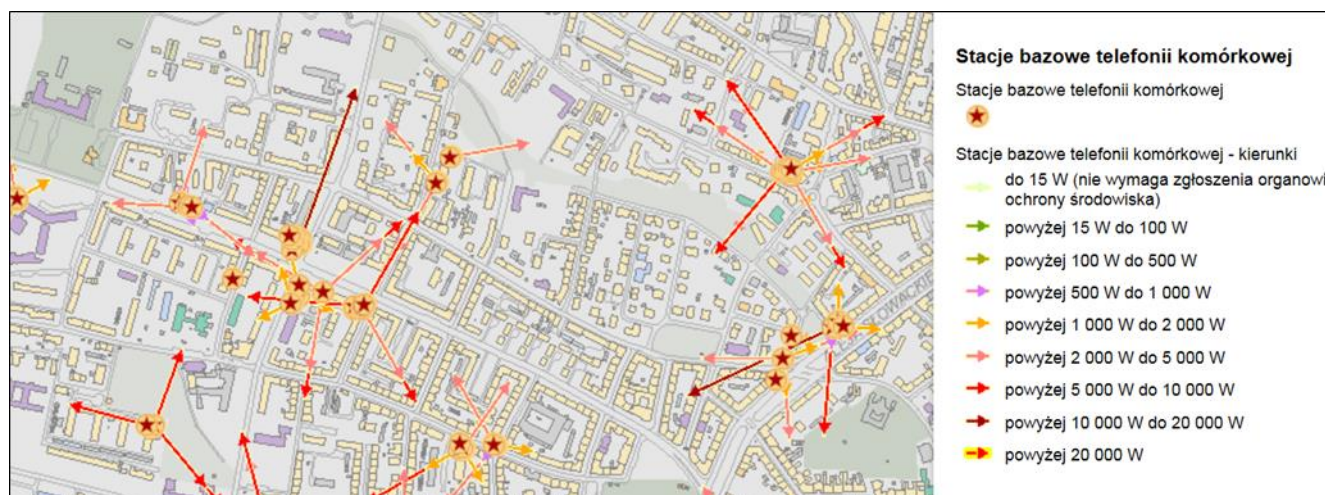 Stacje bazowe telefonii komórkowej
Stacje bazowe telefonii komórkowej
Stacje bazowe telefonii komórkowej - kierunki
do 15 W (nie wymaga zgłoszenia organowi
ochrony środowiska)
powyżej 15 W do 100 W
powyżej 100 W do 500 W
powyżej 500 W do 1 000 W
powyżej 1 000 W do 2 000 W
powyżej 2 000 W do 5 000 W
powyżej 5 000 W do 10 000 W
powyżej 10 000 W do 20 000 W
powyżej 20 000 W